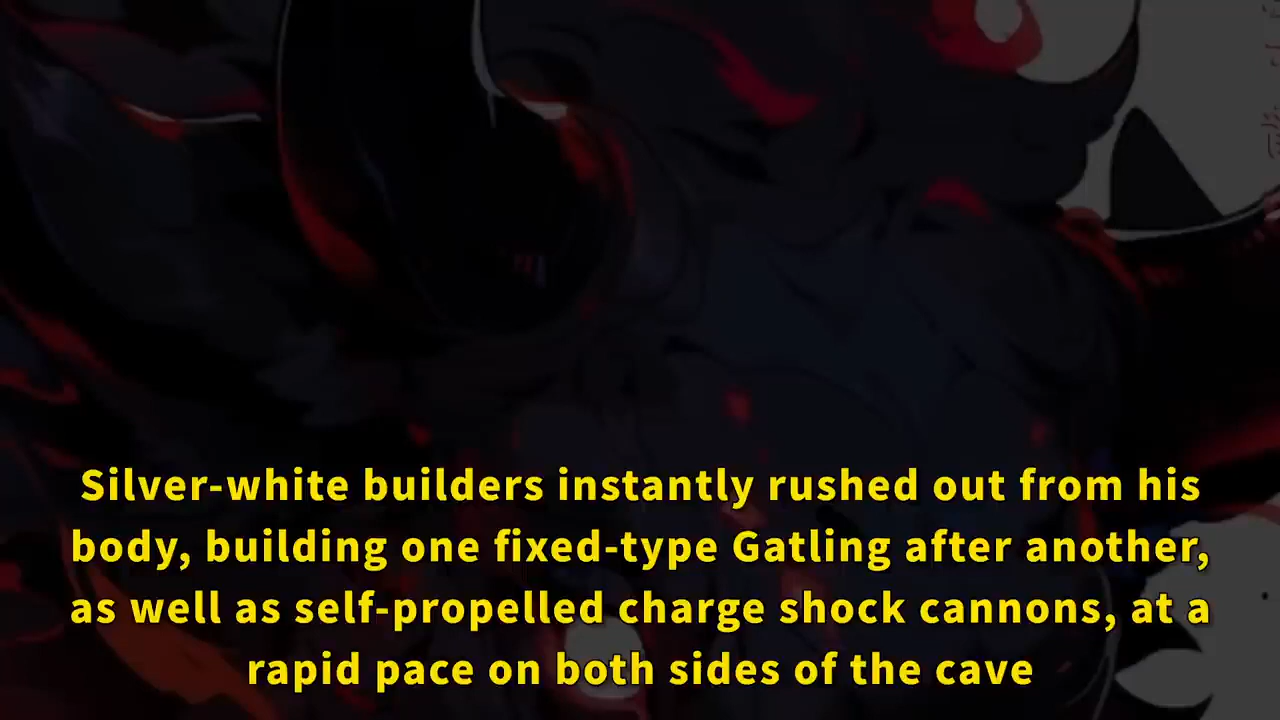 Silver-white builders instantly rushed out from his
body, building one fixed-type Gatling after another,
as well as self-propelled charge shock cannons, at a
rapid pace on both sides of the cave